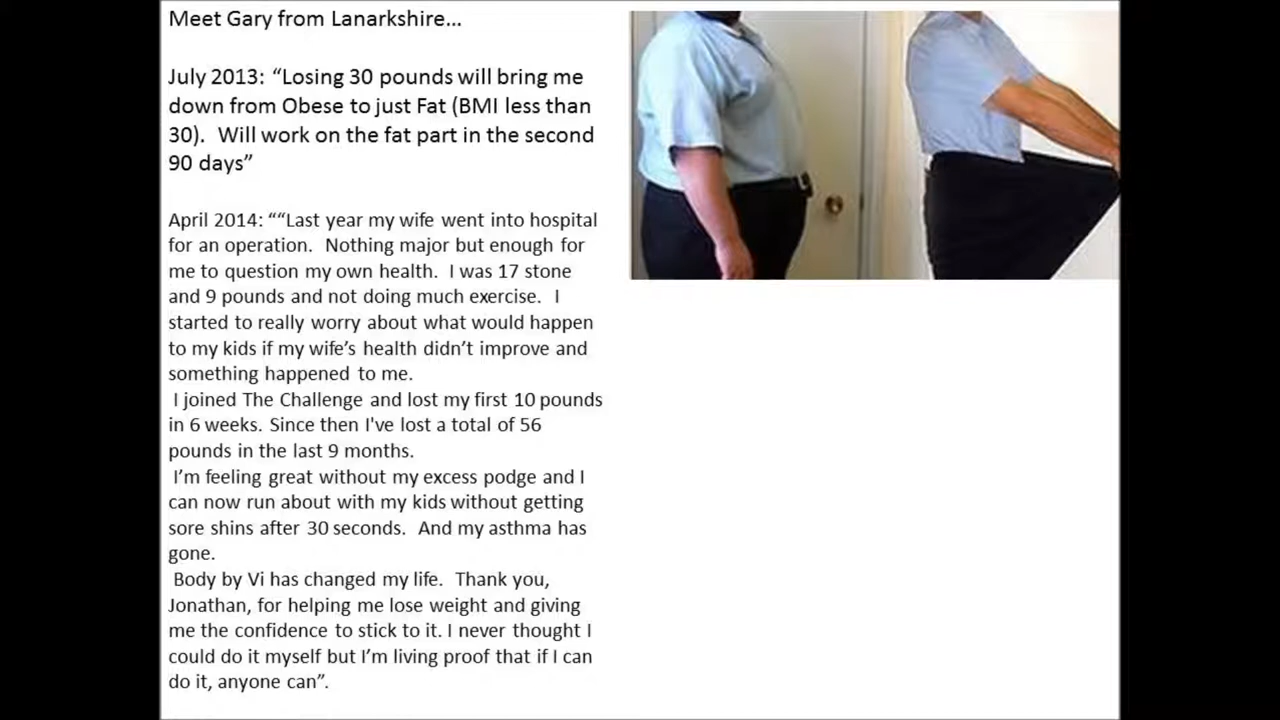 Meet Gary from Lanarkshire…
July 2013: “Losing 30 pounds will bring me
down from Obese to just Fat (BMI less than
30).  Will work on the fat part in the second
90 days”
April 2014: ““Last year my wife went into hospital
for an operation.  Nothing major but enough for
me to question my own health.  I was 17 stone
and 9 pounds and not doing much exercise.  I
started to really worry about what would happen
to my kids if my wife’s health didn’t improve and
something happened to me.
I joined The Challenge and lost my first 10 pounds
in 6 weeks. Since then I've lost a total of 56
pounds in the last 9 months.
I’m feeling great without my excess podge and I
can now run about with my kids without getting
sore shins after 30 seconds.  And my asthma has
gone.
Body by Vi has changed my life.  Thank you,
Jonathan, for helping me lose weight and giving
me the confidence to stick to it. I never thought I
could do it myself but I’m living proof that if I can
do it, anyone can”.